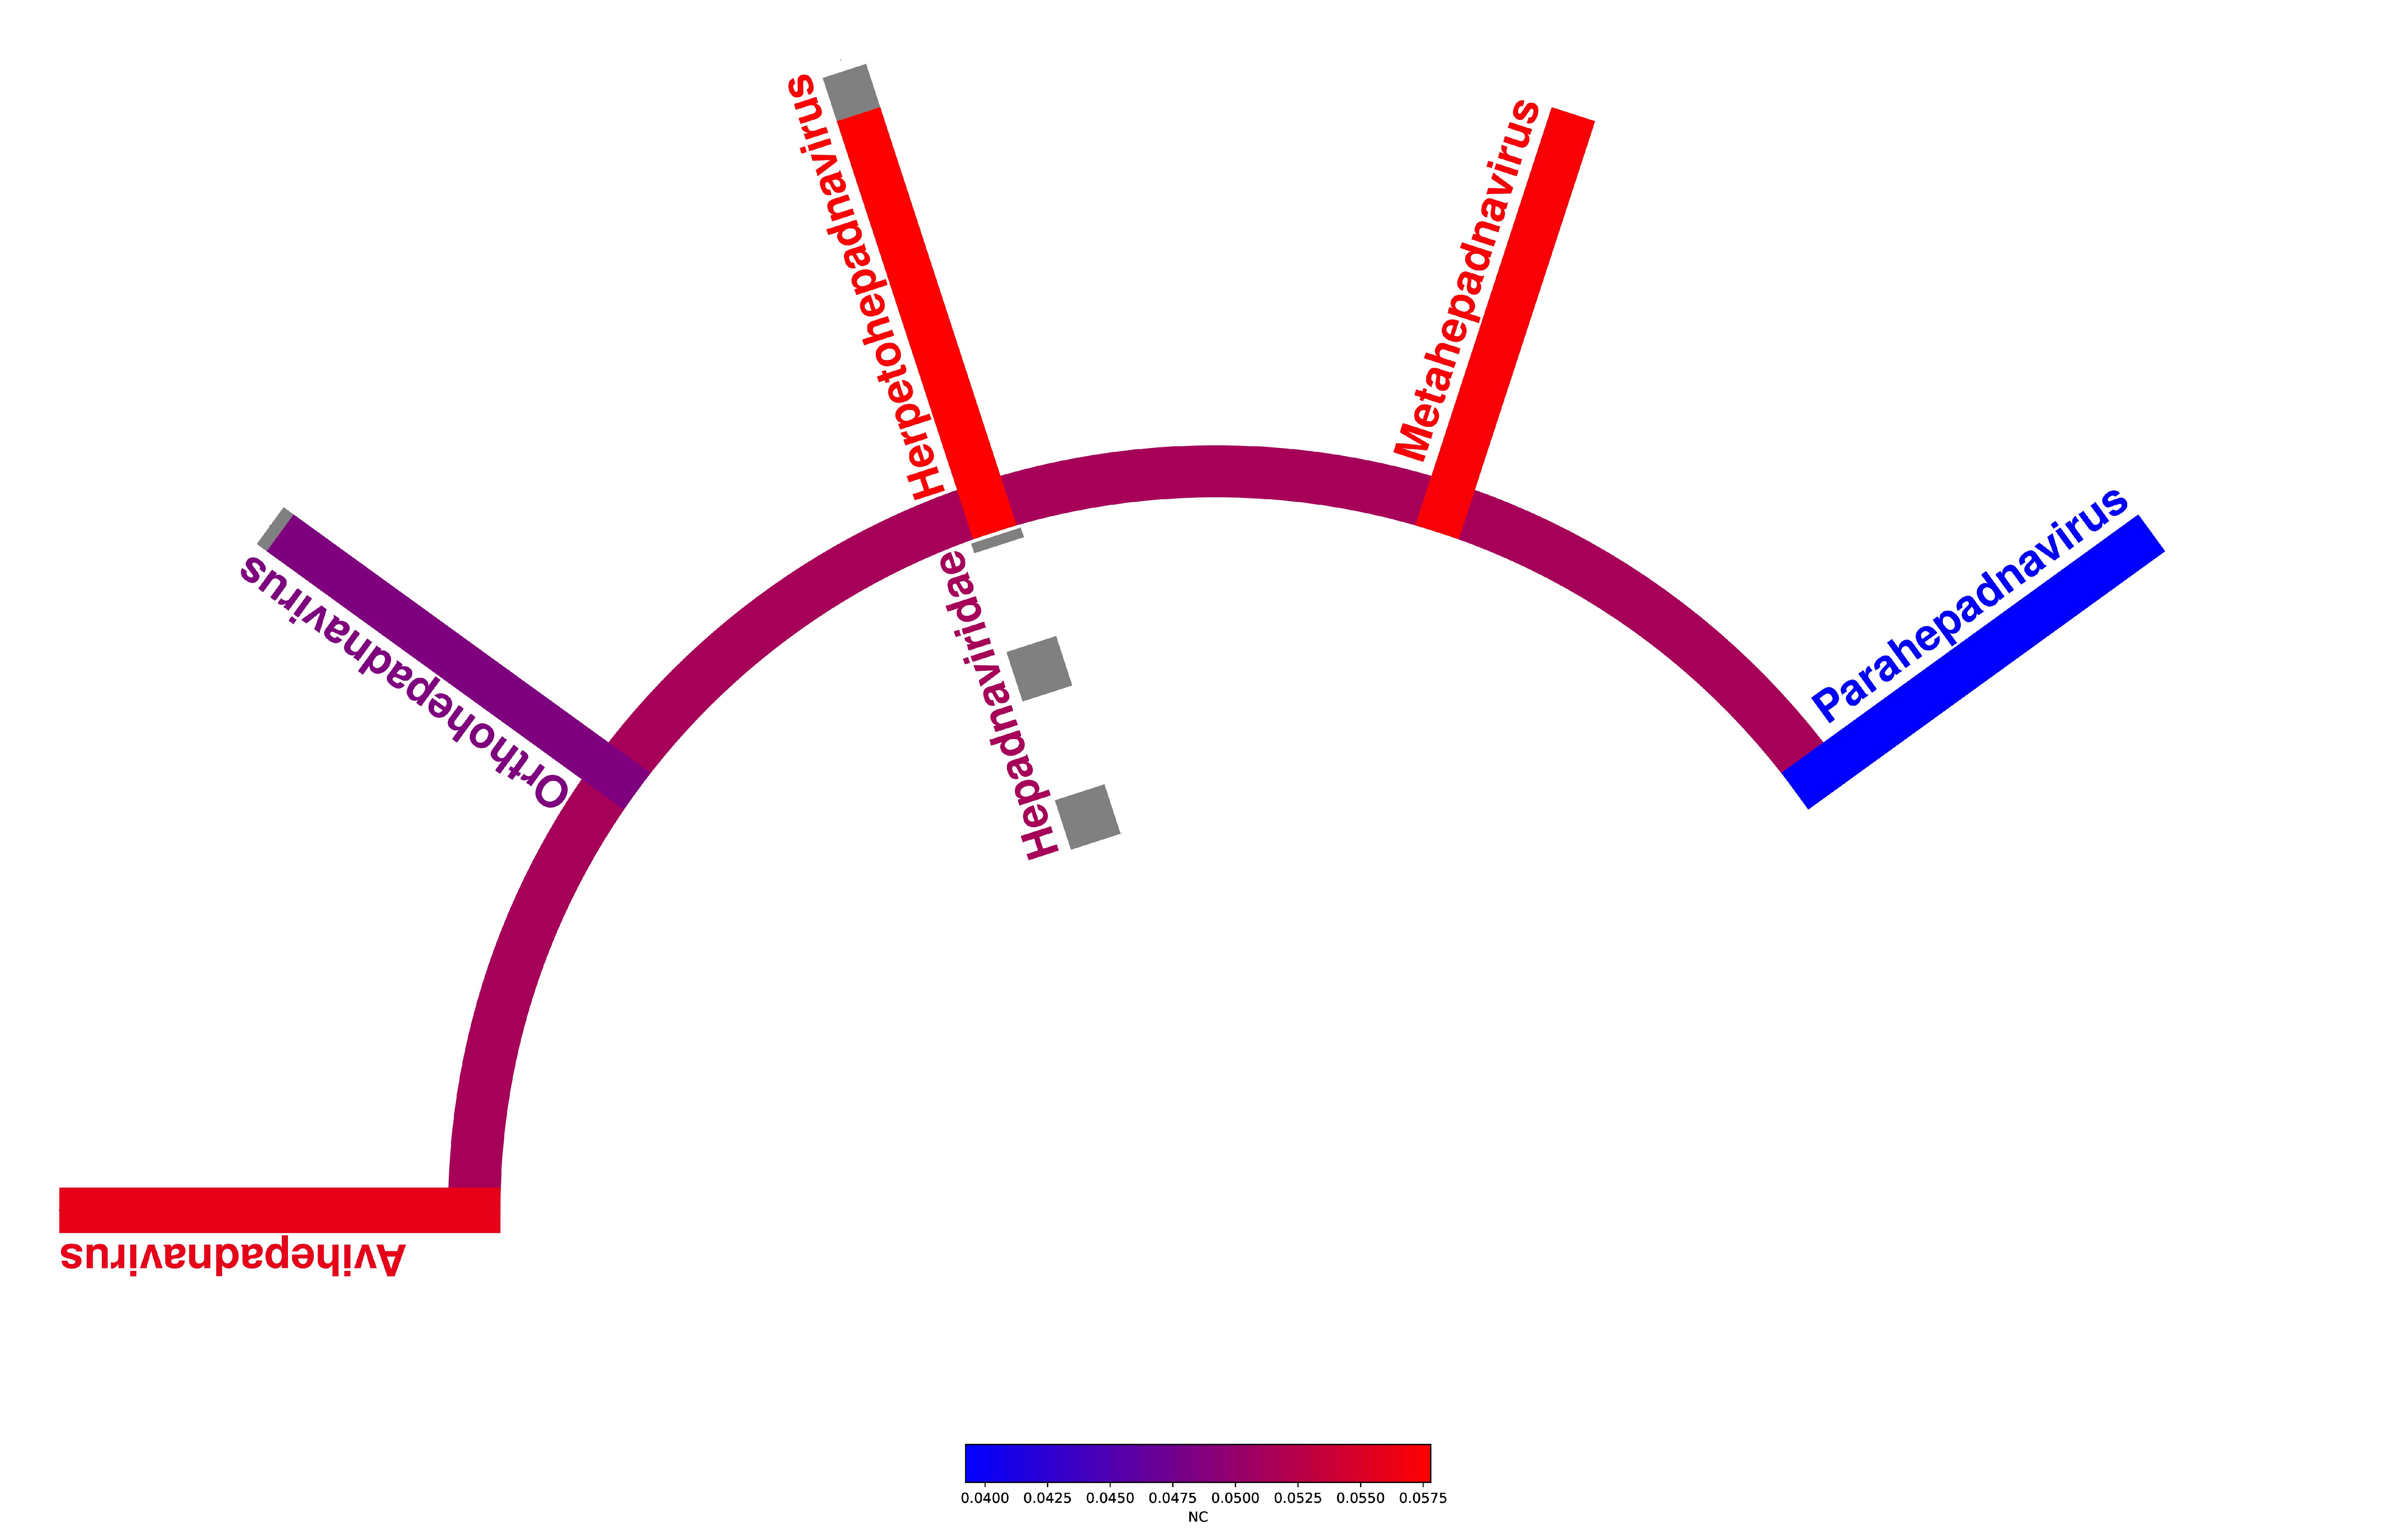 Herpetohepadnavirus
Metahepadnavirus
Parahepadnavirus
Orthohepadnavirus
Hepadnaviridae
Avihepadnavirus
0.0400 0.0425 0.0450 0.0475 0.0500 0.0525 0.0550 0.0575
NC